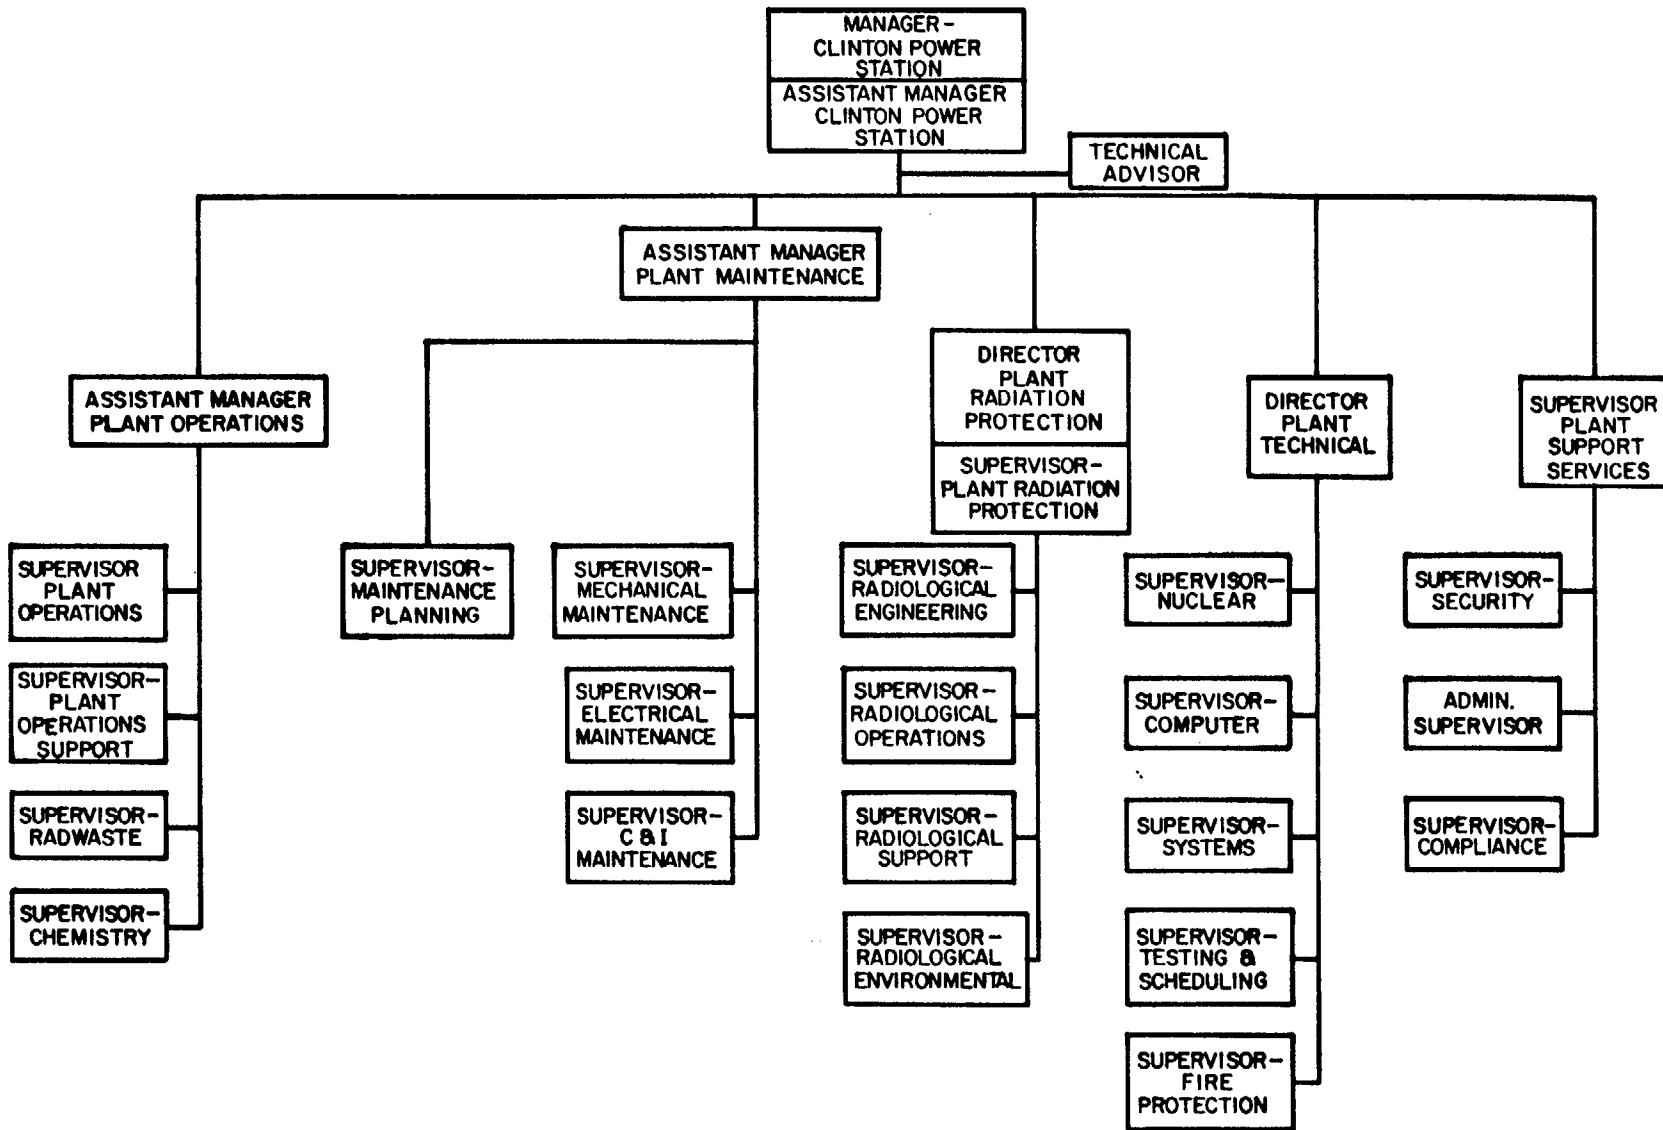 MANAGER-
CLINTON POWER
STATION
ASSISTANT MANAGER
CLINTON POWER
STATION
TECHNICAL
ADVISOR
ASSISTANT MANAGER
PLANT MAINTENANCE
ASSISTANT MANAGER
PLANT OPERATIONS
DIRECTOR
PLANT
RADIATION
PROTECTION
SUPERVISOR-
PLANT RADIATION
PROTECTION
DIRECTOR
PLANT
TECHNICAL
SUPERVISOR
PLANT
SUPPORT
SERVICES
SUPERVISOR
PLANT
OPERATIONS
SUPERVISOR-
PLANT
OPERATIONS
SUPPORT
SUPERVISOR-
RADWASTE
SUPERVISOR-
CHEMISTRY
SUPERVISOR-
MAINTENANCE
PLANNING
SUPERVISOR-
MECHANICAL
MAINTENANCE
SUPERVISOR-
ELECTRICAL
MAINTENANCE
SUPERVISOR-
C & I
MAINTENANCE
SUPERVISOR-
RADIOLOGICAL
ENGINEERING
SUPERVISOR-
RADIOLOGICAL
OPERATIONS
SUPERVISOR-
RADIOLOGICAL
SUPPORT
SUPERVISOR-
RADIOLOGICAL
ENVIRONMENTAL
SUPERVISOR-
NUCLEAR
SUPERVISOR-
COMPUTER
SUPERVISOR-
SYSTEMS
SUPERVISOR-
TESTING &
SCHEDULING
SUPERVISOR-
FIRE
PROTECTION
SUPERVISOR-
SECURITY
ADMIN.
SUPERVISOR
SUPERVISOR-
COMPLIANCE